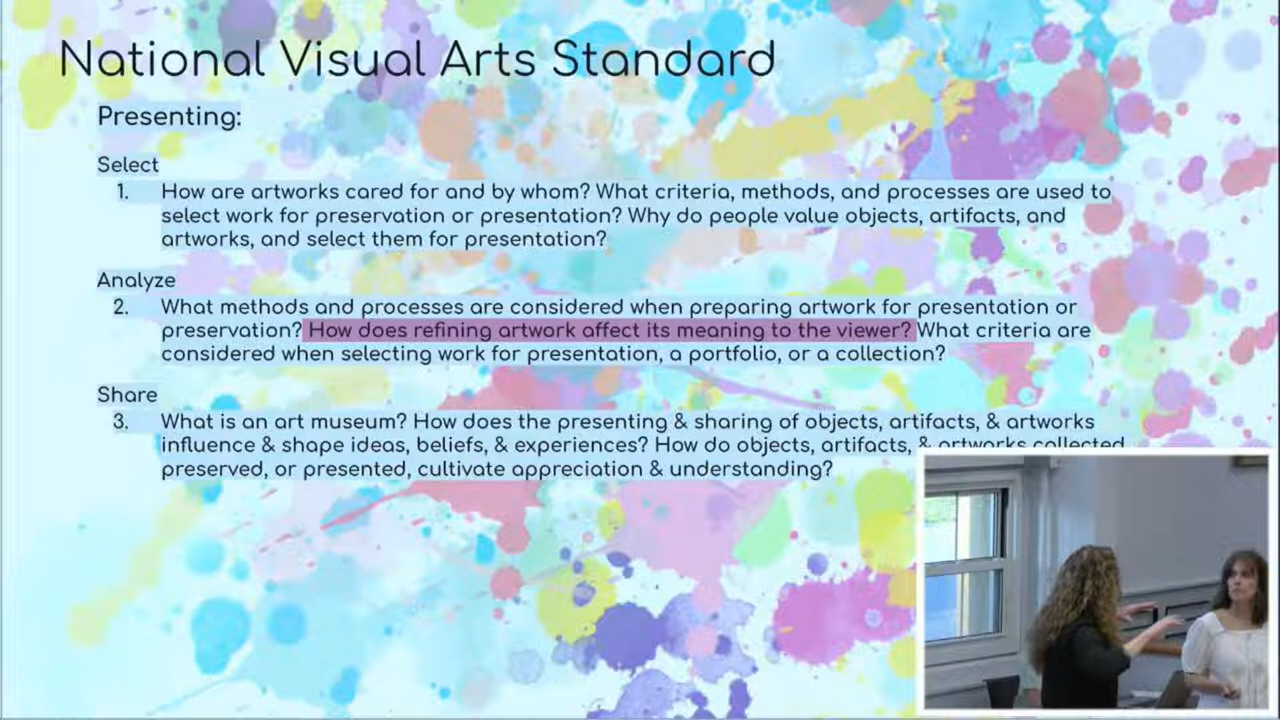 National Visual Arts Standard
Presenting:
Select
1. How are artworks cared for and by whom? What criteria, methods, and processes are used to
select work for preservation or presentation? Why do people value objects, artifacts, and
artworks, and select them for presentation?
Analyze
2. What methods and processes are considered when preparing artwork for presentation or
preservation? How does refining artwork affect its meaning to the viewer? What criteria are
considered when selecting work for presentation, a portfolio, or a collection?
Share
3. What is an art museum? How does the presenting & sharing of objects, artifacts, & artworks
influence & shape ideas, beliefs, & experiences? How do objects, artifacts, & artworks collected
preserved, or presented, cultivate appreciation & understanding?